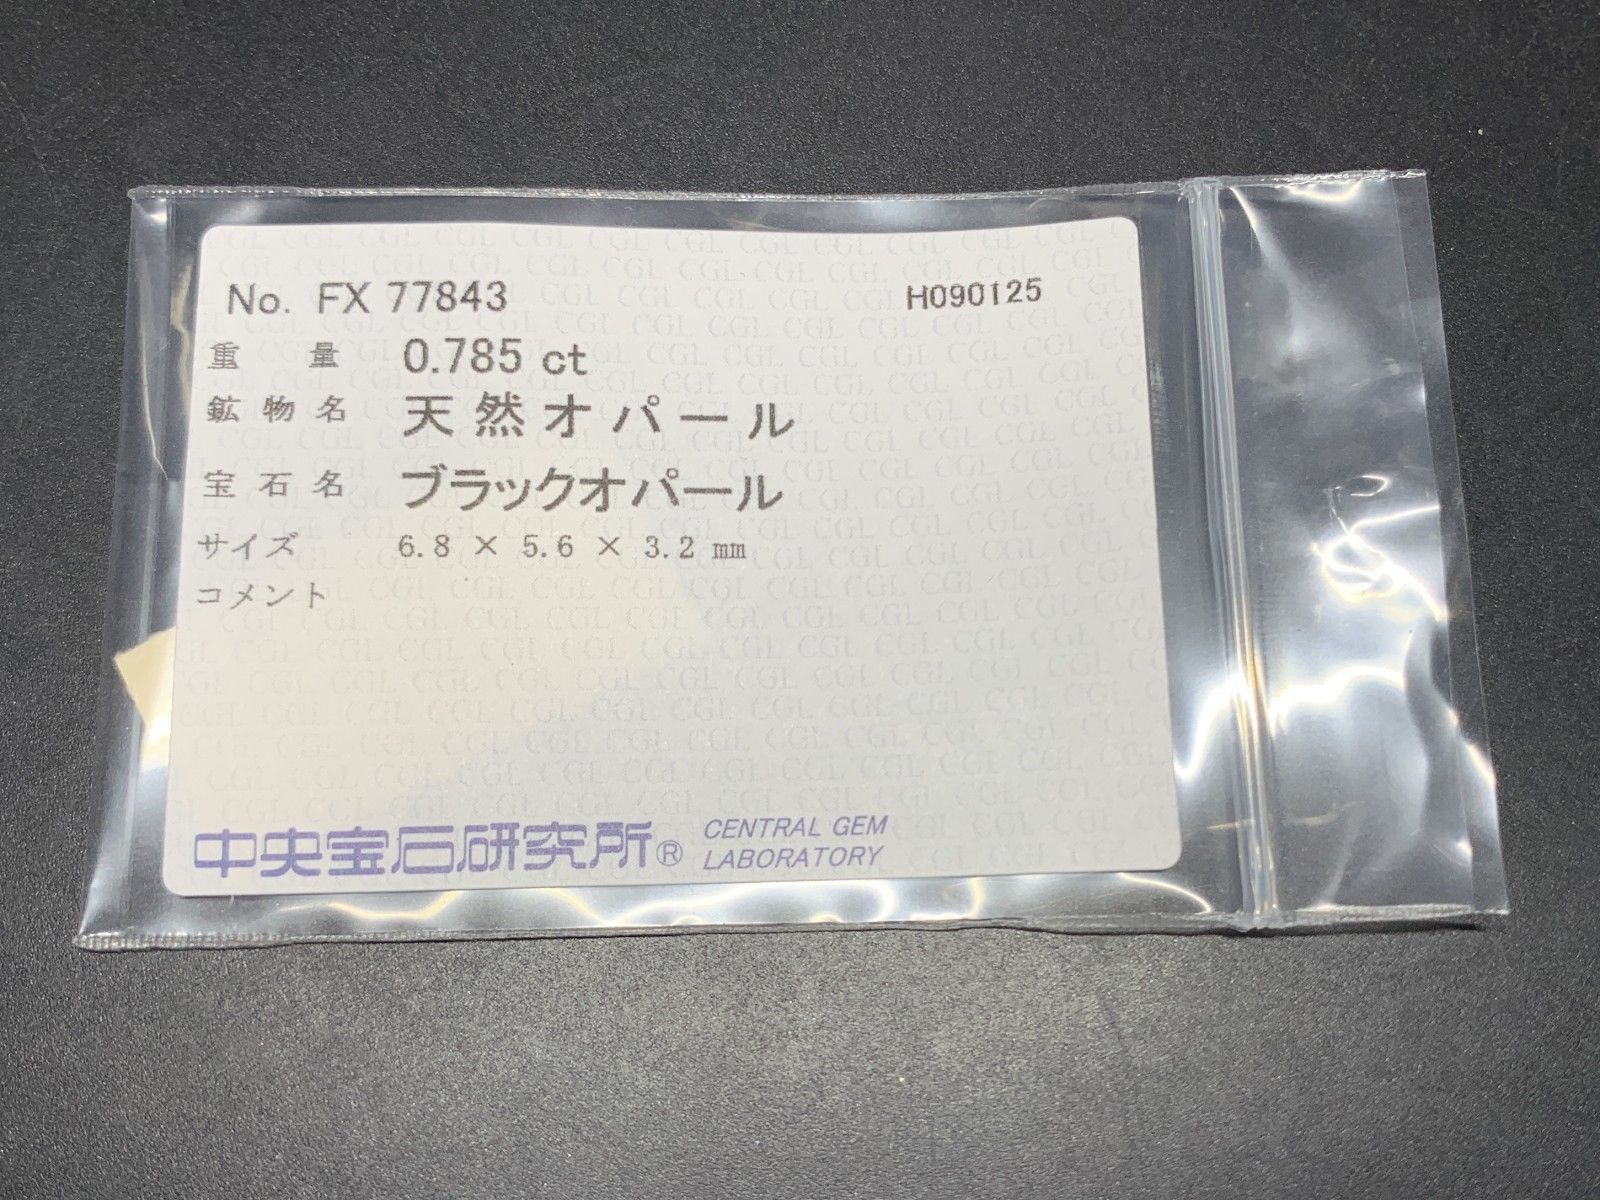 No. FX 77843 H090125
重量 0.785 ct
鉱物名 天然オパール
宝石名 ブラックオパール
サイズ 6.8 × 5.6 × 3.2 mm
コメント
中央宝石研究所® CENTRAL GEM
LABORATORY